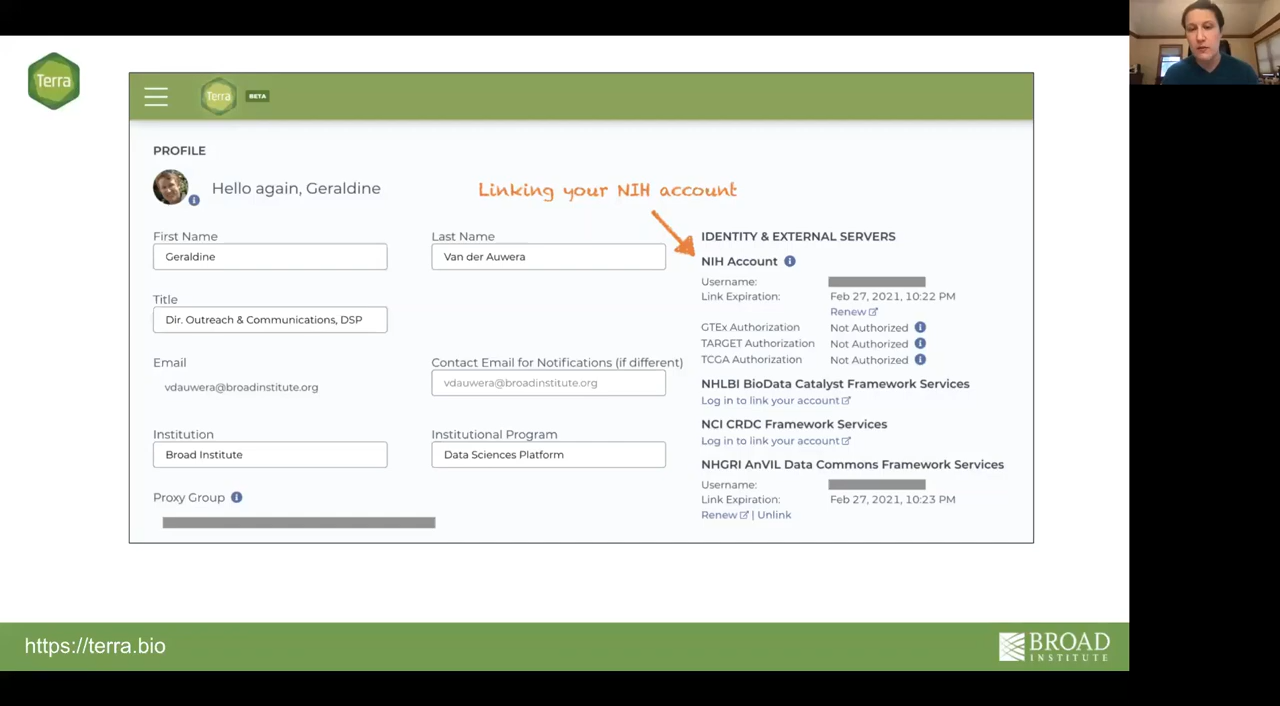 Terra
Terra BETA
PROFILE
Hello again, Geraldine
Linking your NIH account
First Name
Geraldine
Last Name
Van der Auwera
Title
Dir. Outreach & Communications, DSP
Email
vdauwera@broadinstitute.org
Contact Email for Notifications (if different)
vdauwera@broadinstitute.org
Institution
Broad Institute
Institutional Program
Data Sciences Platform
Proxy Group
IDENTITY & EXTERNAL SERVERS
NIH Account
Username:
Link Expiration: Feb 27, 2021, 10:22 PM
Renew
GTEx Authorization Not Authorized
TARGET Authorization Not Authorized
TCGA Authorization Not Authorized
NHLBI BioData Catalyst Framework Services
Log in to link your account
NCI CRDC Framework Services
Log in to link your account
NHGRI AnVIL Data Commons Framework Services
Username:
Link Expiration: Feb 27, 2021, 10:23 PM
Renew | Unlink
https://terra.bio
BROAD
INSTITUTE